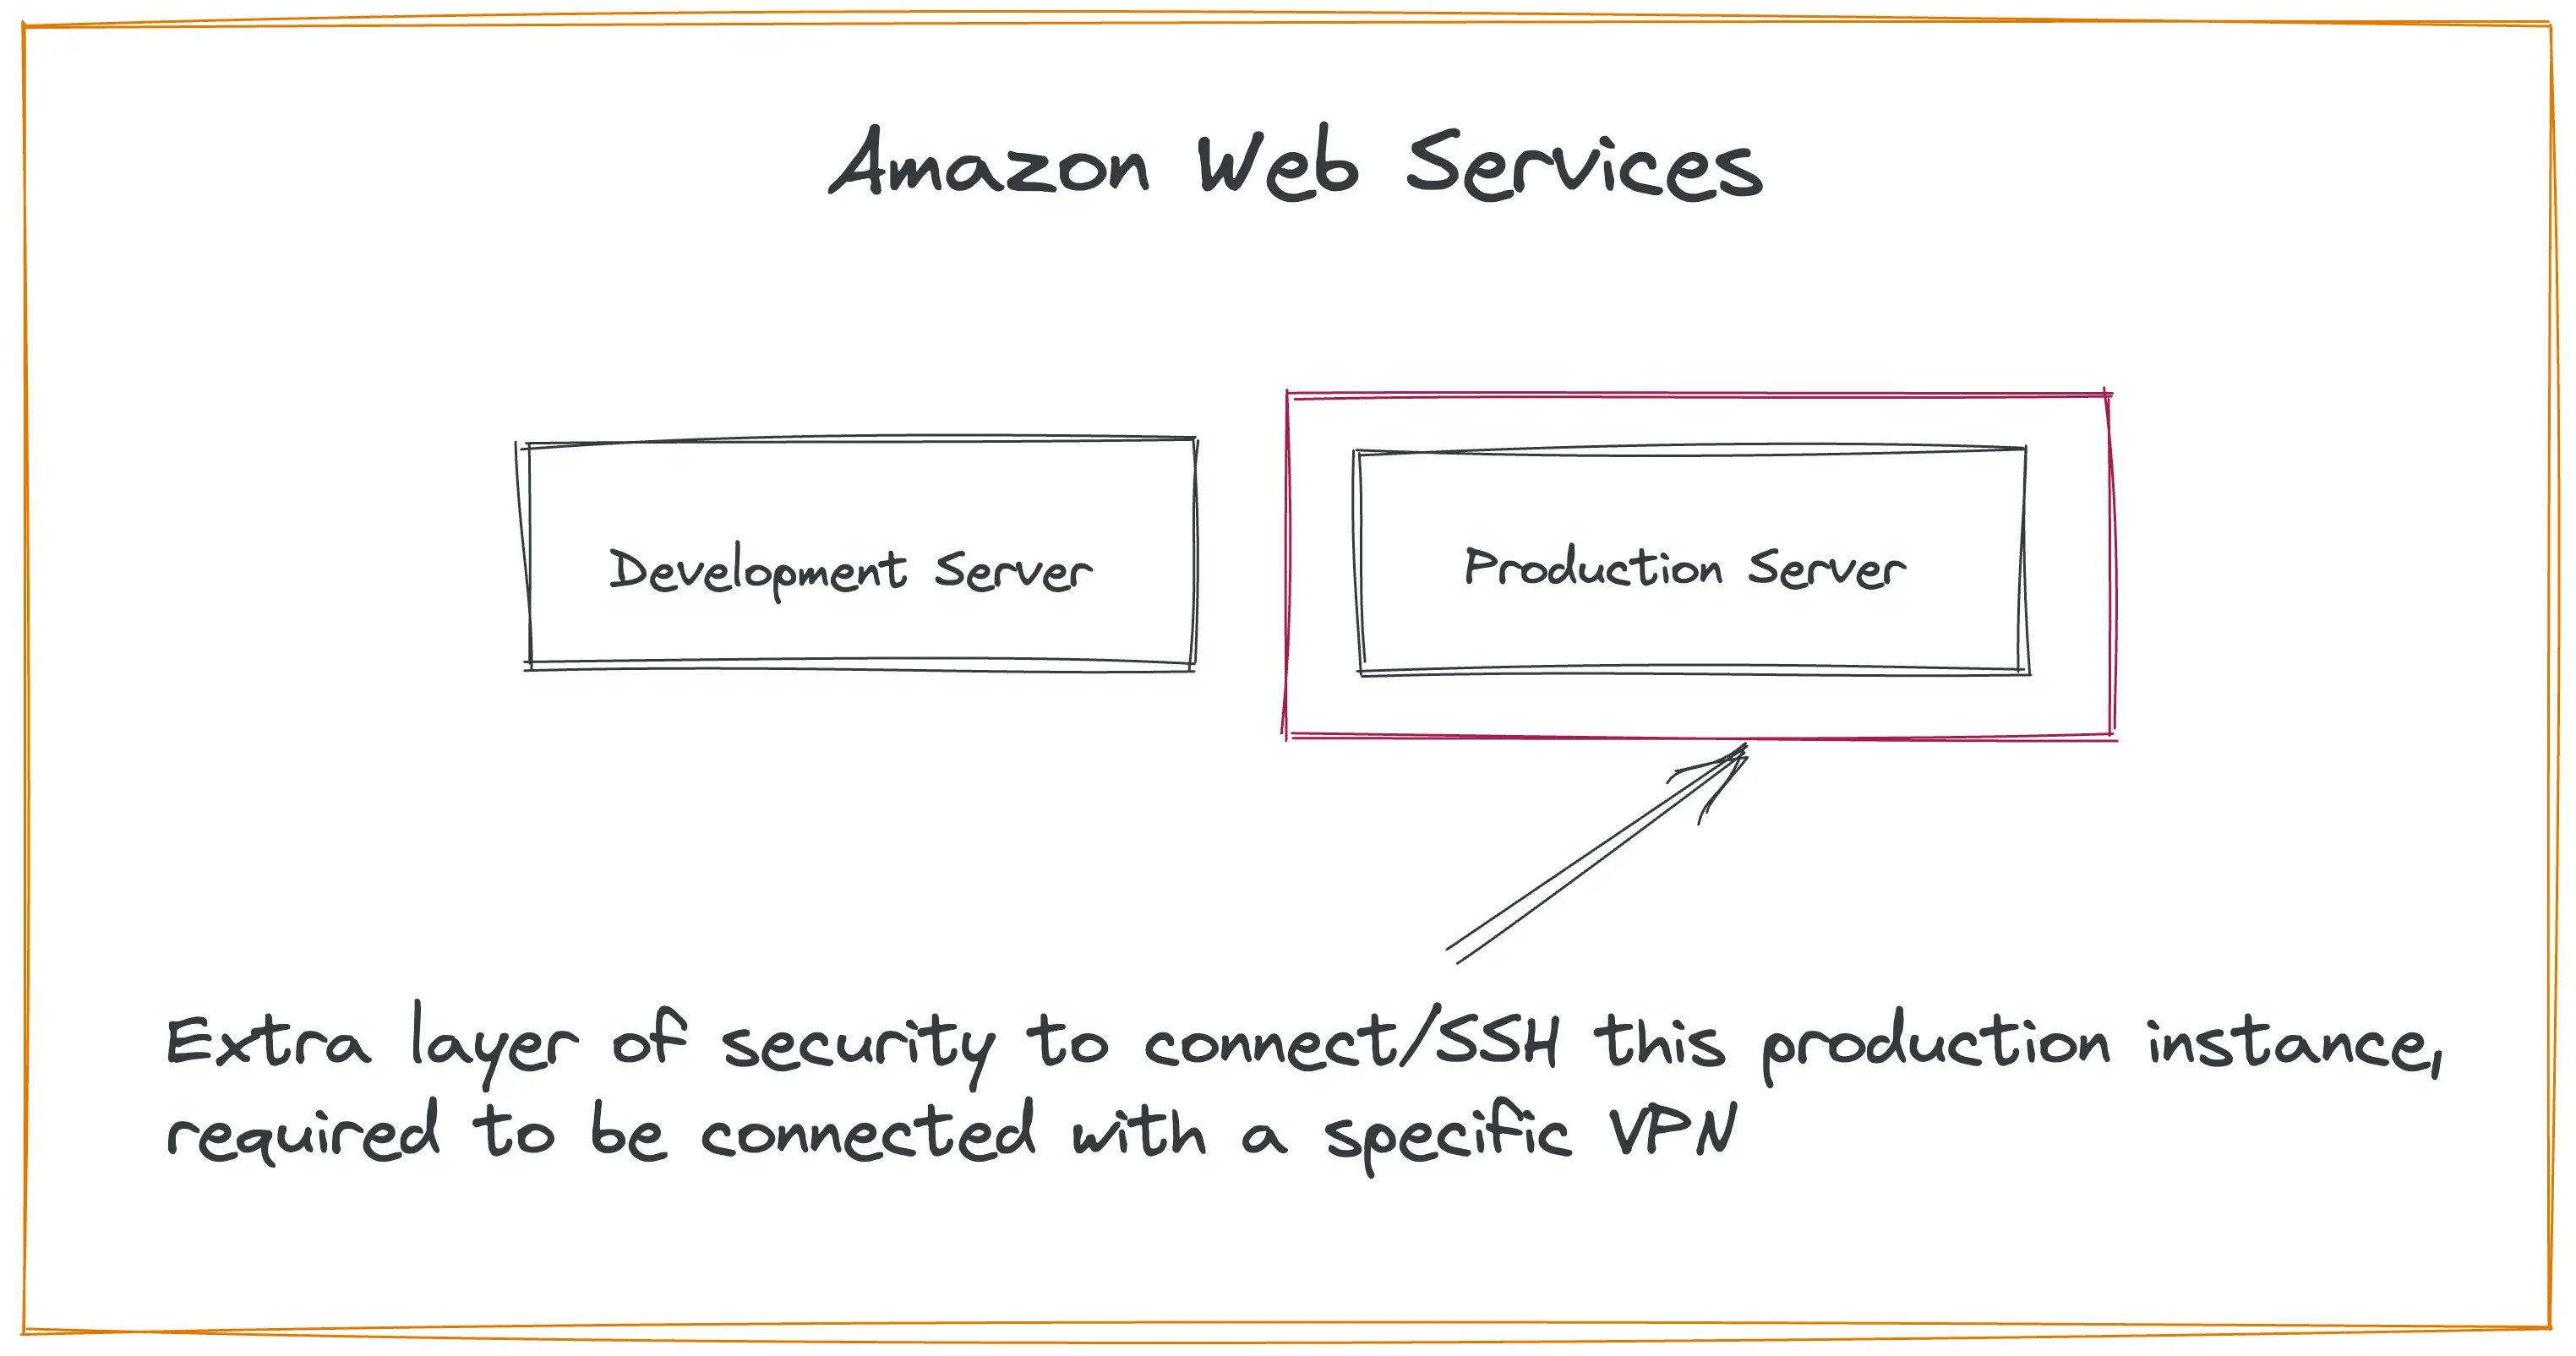 Amazon Web Services
Development Server
Production Server
Extra layer of security to connect/SSH this production instance,
required to be connected with a specific VPN